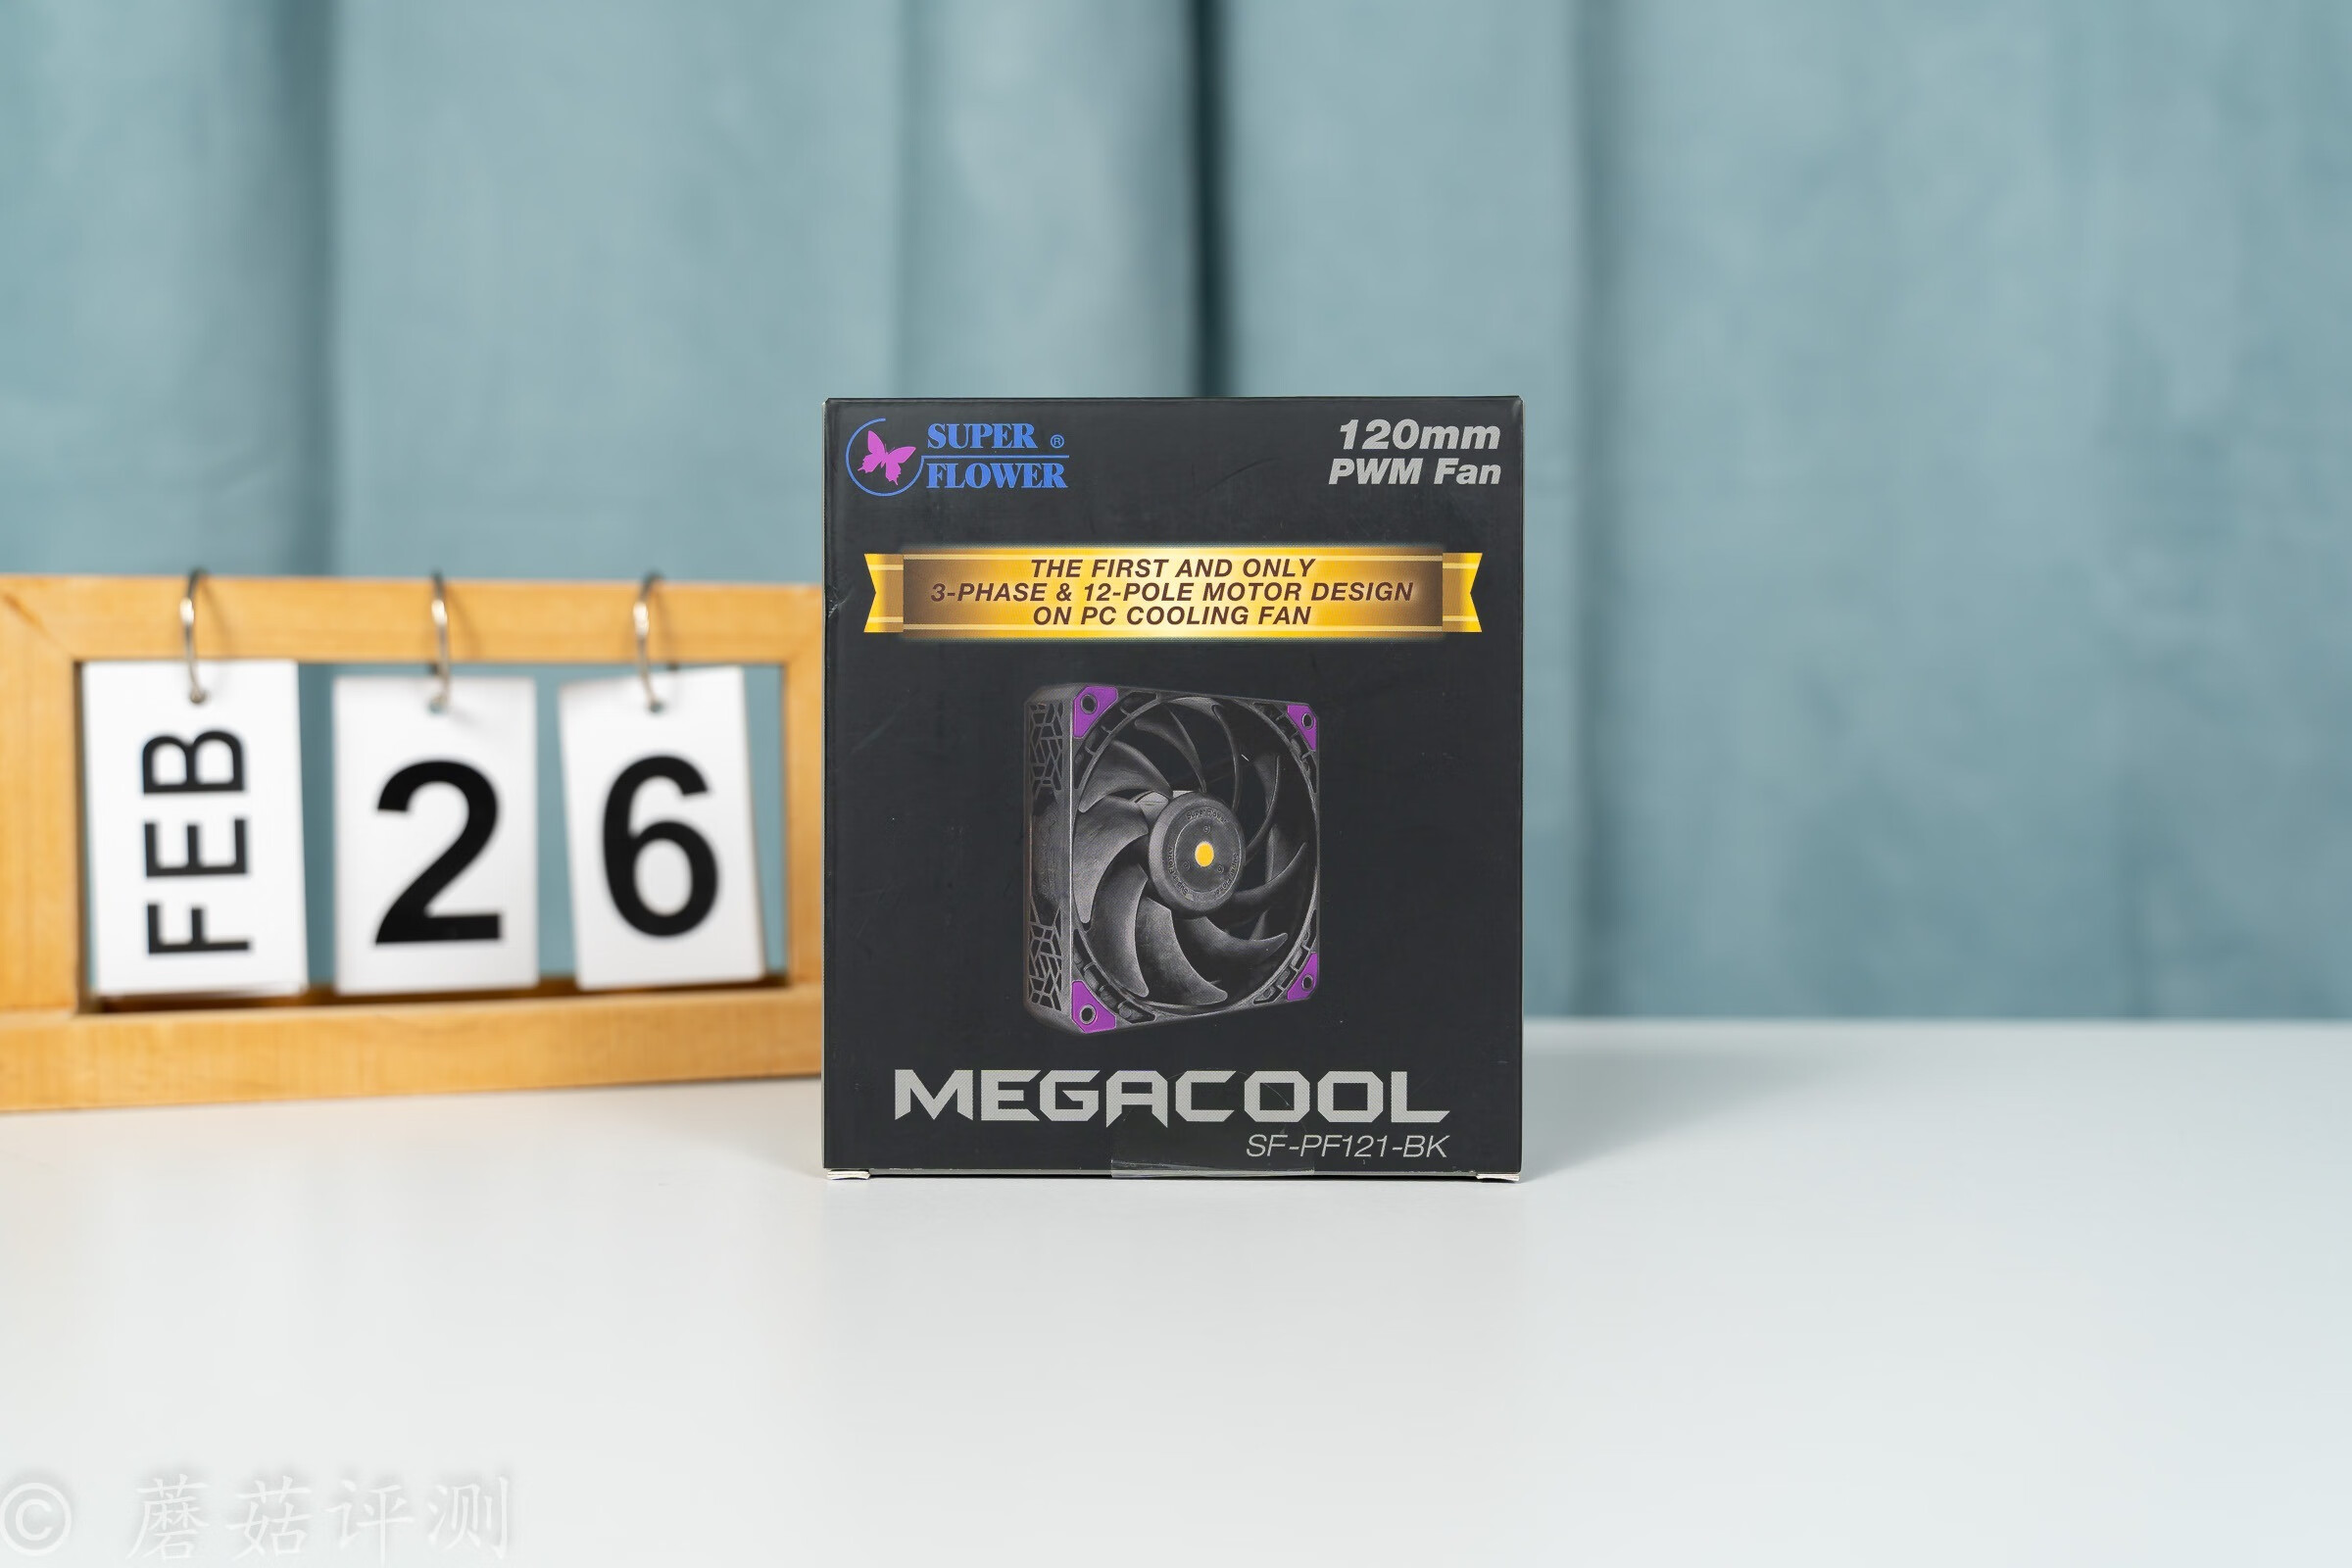 SUPER ®
FLOWER
120mm
PWM Fan
THE FIRST AND ONLY
3-PHASE & 12-POLE MOTOR DESIGN
ON PC COOLING FAN
MEGACOOL
SF-PF121-BK
FEB
26
© 蘑菇评测